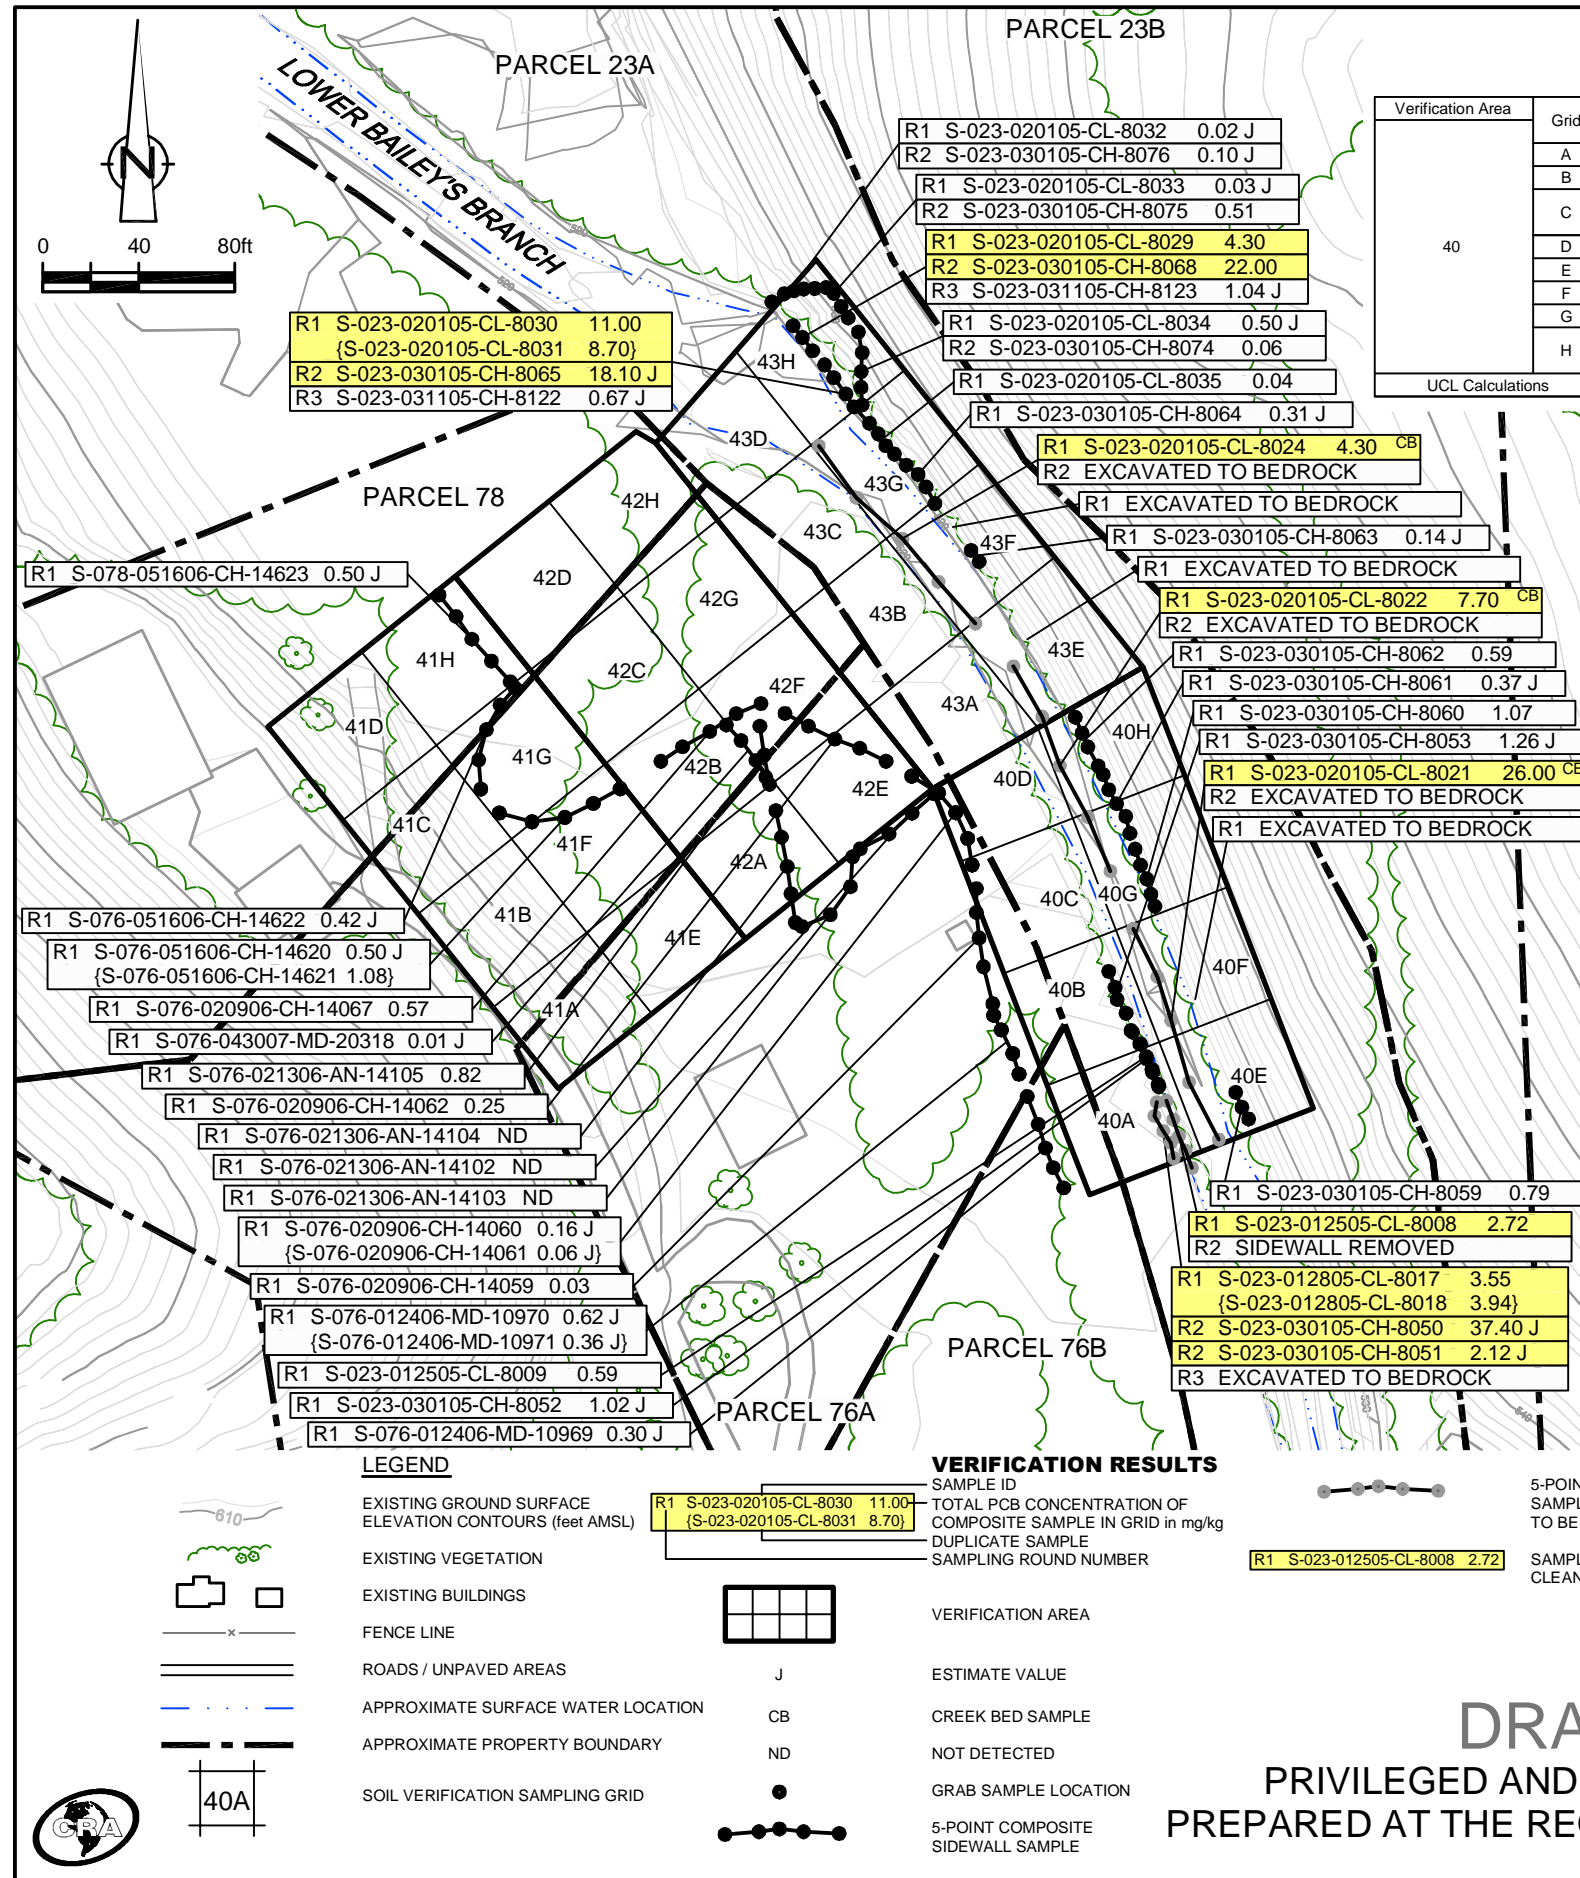 PARCEL 23B
PARCEL 23A
LOWER BAILEY'S BRANCH
N
0 40 80ft
Verification Area Grid
40
A
B
C
D
E
F
G
H
UCL Calculations
R1 S-023-020105-CL-8032 0.02 J
R2 S-023-030105-CH-8076 0.10 J
R1 S-023-020105-CL-8033 0.03 J
R2 S-023-030105-CH-8075 0.51
R1 S-023-020105-CL-8029 4.30
R2 S-023-030105-CH-8068 22.00
R3 S-023-031105-CH-8123 1.04 J
R1 S-023-020105-CL-8034 0.50 J
R2 S-023-030105-CH-8074 0.06
R1 S-023-020105-CL-8035 0.04
R1 S-023-030105-CH-8064 0.31 J
R1 S-023-020105-CL-8024 4.30 CB
R2 EXCAVATED TO BEDROCK
R1 EXCAVATED TO BEDROCK
R1 S-023-030105-CH-8063 0.14 J
R1 EXCAVATED TO BEDROCK
R1 S-023-020105-CL-8022 7.70 CB
R2 EXCAVATED TO BEDROCK
R1 S-023-030105-CH-8062 0.59
R1 S-023-030105-CH-8061 0.37 J
R1 S-023-030105-CH-8060 1.07
R1 S-023-030105-CH-8053 1.26 J
R1 S-023-020105-CL-8021 26.00 CB
R2 EXCAVATED TO BEDROCK
R1 EXCAVATED TO BEDROCK
R1 S-023-020105-CL-8030 11.00
{S-023-020105-CL-8031 8.70}
R2 S-023-030105-CH-8065 18.10 J
R3 S-023-031105-CH-8122 0.67 J
520
520
520
520
PARCEL 78
43H
43D
43G
43C
43F
43B
43E
43A
42H
42D
42G
42C
42F
42B
42E
42A
41H
41D
41G
41C
41F
41B
41E
41A
40H
40D
40G
40C
40F
40B
40E
40A
R1 S-078-051606-CH-14623 0.50 J
R1 S-076-051606-CH-14622 0.42 J
R1 S-076-051606-CH-14620 0.50 J
{S-076-051606-CH-14621 1.08}
R1 S-076-020906-CH-14067 0.57
R1 S-076-043007-MD-20318 0.01 J
R1 S-076-021306-AN-14105 0.82
R1 S-076-020906-CH-14062 0.25
R1 S-076-021306-AN-14104 ND
R1 S-076-021306-AN-14102 ND
R1 S-076-021306-AN-14103 ND
R1 S-076-020906-CH-14060 0.16 J
{S-076-020906-CH-14061 0.06 J}
R1 S-076-020906-CH-14059 0.03
R1 S-076-012406-MD-10970 0.62 J
{S-076-012406-MD-10971 0.36 J}
R1 S-023-012505-CL-8009 0.59
R1 S-023-030105-CH-8052 1.02 J
R1 S-076-012406-MD-10969 0.30 J
R1 S-023-030105-CH-8059 0.79
R1 S-023-012505-CL-8008 2.72
R2 SIDEWALL REMOVED
R1 S-023-012805-CL-8017 3.55
{S-023-012805-CL-8018 3.94}
R2 S-023-030105-CH-8050 37.40 J
R2 S-023-030105-CH-8051 2.12 J
R3 EXCAVATED TO BEDROCK
PARCEL 76B
PARCEL 76A
540
LEGEND
610
EXISTING GROUND SURFACE
ELEVATION CONTOURS (feet AMSL)
EXISTING VEGETATION
EXISTING BUILDINGS
FENCE LINE
ROADS / UNPAVED AREAS
APPROXIMATE SURFACE WATER LOCATION
APPROXIMATE PROPERTY BOUNDARY
40A
SOIL VERIFICATION SAMPLING GRID
VERIFICATION RESULTS
R1 S-023-020105-CL-8030 11.00
{S-023-020105-CL-8031 8.70}
SAMPLE ID
TOTAL PCB CONCENTRATION OF
COMPOSITE SAMPLE IN GRID in mg/kg
DUPLICATE SAMPLE
SAMPLING ROUND NUMBER
VERIFICATION AREA
J ESTIMATE VALUE
CB CREEK BED SAMPLE
ND NOT DETECTED
GRAB SAMPLE LOCATION
5-POINT COMPOSITE
SIDEWALL SAMPLE
5-POIN
SAMPL
TO BE
R1 S-023-012505-CL-8008 2.72
SAMPL
CLEAN
DRA
PRIVILEGED AND
PREPARED AT THE REQ
CRA